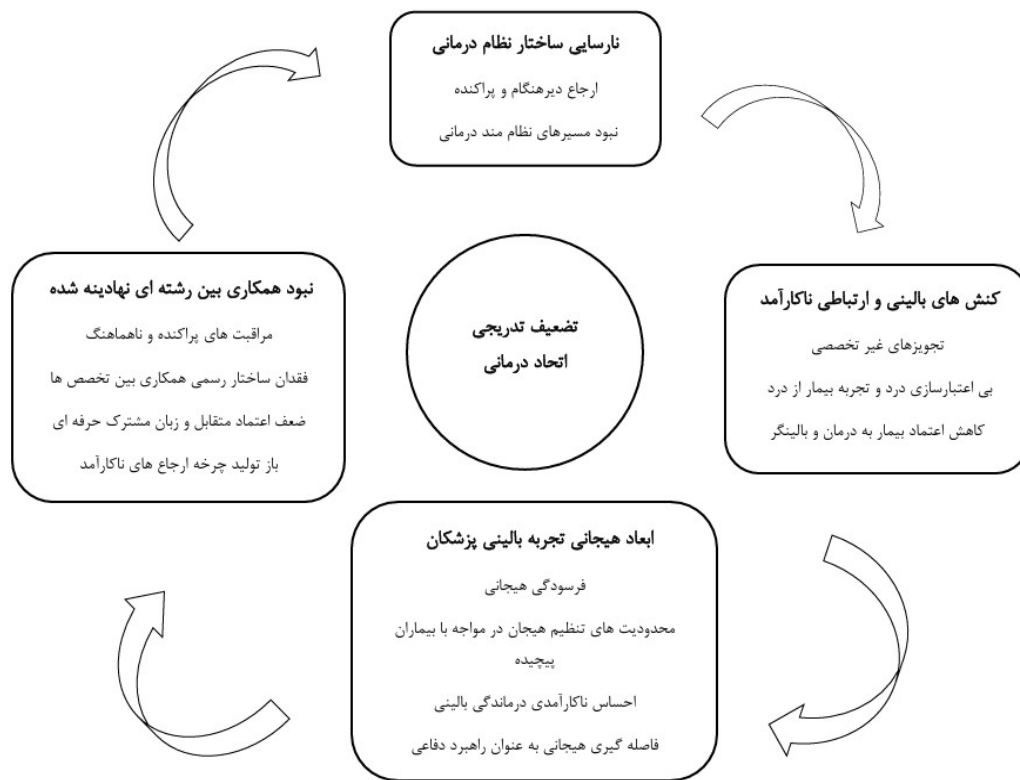 نارسایی ساختار نظام درمانی
ارجاع دیرهنگام و پراکنده
نبود مسیرهای نظام مند درمانی
کنش های بالینی و ارتباطی ناکارآمد
تجویزهای غیر تخصصی
بی اعتبارسازی درد و تجربه بیمار از درد
کاهش اعتماد بیمار به درمان و بالینگر
ابعاد هیجانی تجربه بالینی پزشکان
فرسودگی هیجانی
محدودیت های تنظیم هیجان در مواجه با بیماران
پیچیده
احساس ناکارآمدی درماندگی بالینی
فاصله گیری هیجانی به عنوان راهبرد دفاعی
نبود همکاری بین رشته ای نهادینه شده
مراقبت های پراکنده و ناهماهنگ
فقدان ساختار رسمی همکاری بین تخصص ها
ضعف اعتماد متقابل و زبان مشترک حرفه ای
باز تولید چرخه ارجاع های ناکارآمد
تضعیف تدریجی
اتحاد درمانی